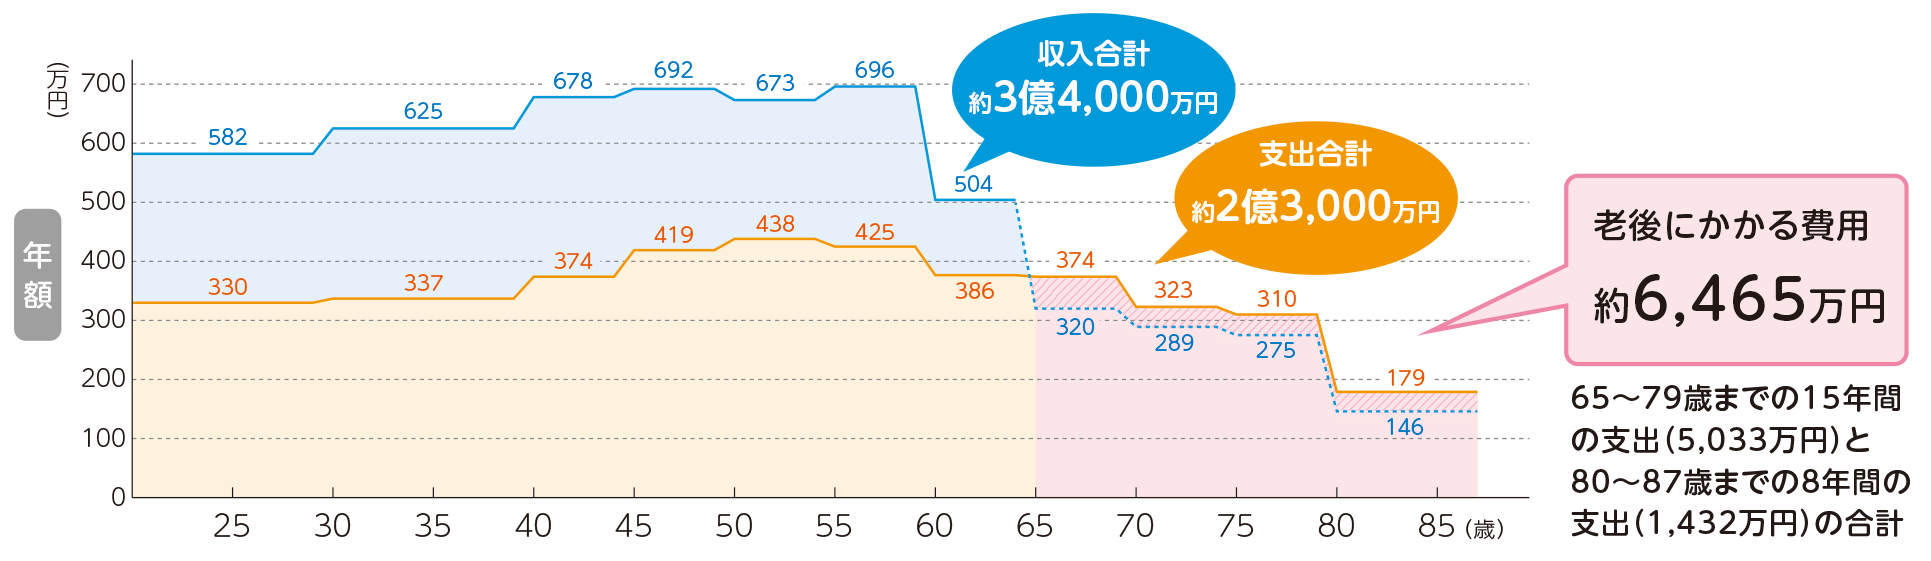 (万円)
700
600
500
400
300
200
100
0
年額
582
625
678
692
673
696
504
320
289
275
146
330
337
374
419
438
425
386
374
323
310
179
25 30 35 40 45 50 55 60 65 70 75 80 85 (歳)
収入合計
約3億4,000万円
支出合計
約2億3,000万円
老後にかかる費用
約6,465万円
65～79歳までの15年間
の支出(5,033万円)と
80～87歳までの8年間の
支出(1,432万円)の合計